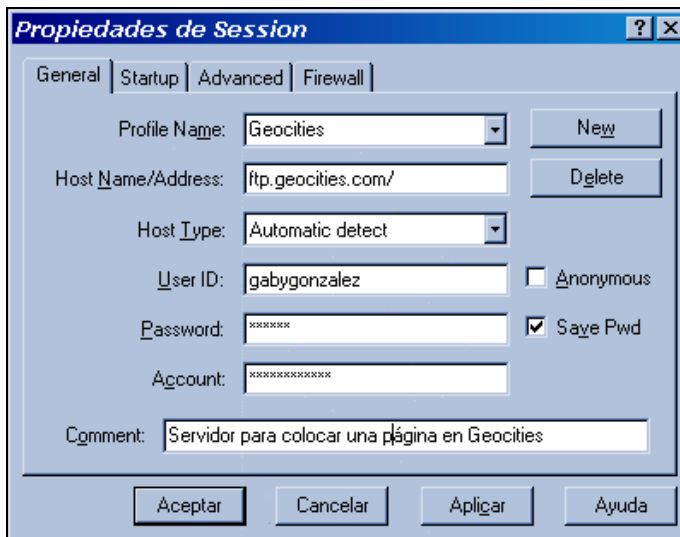 Propiedades de Session
General Startup Advanced Firewall
Profile Name: Geocities New
Host Name/Address: ftp.geocities.com/ Delete
Host Type: Automatic detect
User ID: gabygonzalez Anonymous
Password: ****** Save Pwd
Account: ************
Comment: Servidor para colocar una página en Geocities
Aceptar Cancelar Aplicar Ayuda